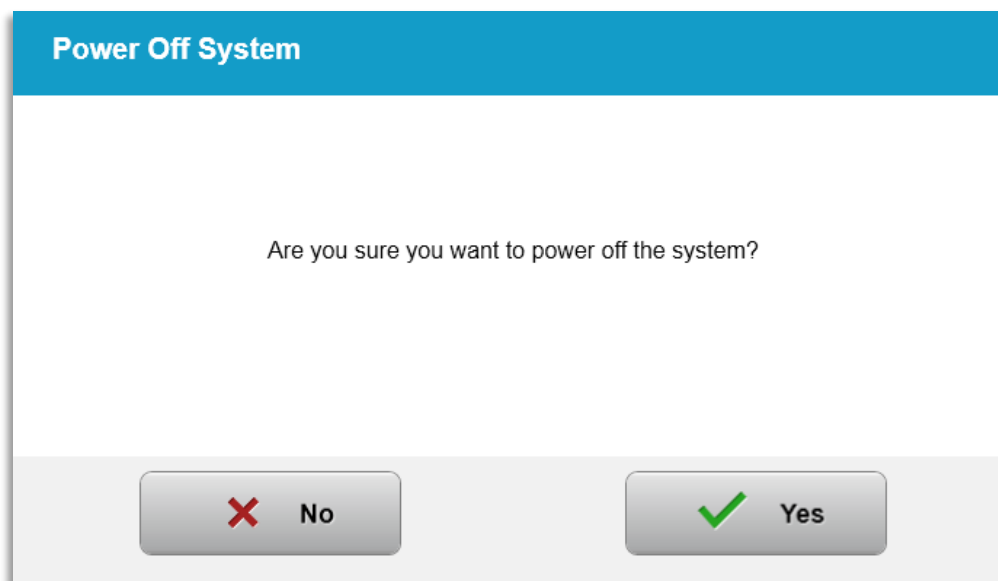 Power Off System
Are you sure you want to power off the system?
No
Yes